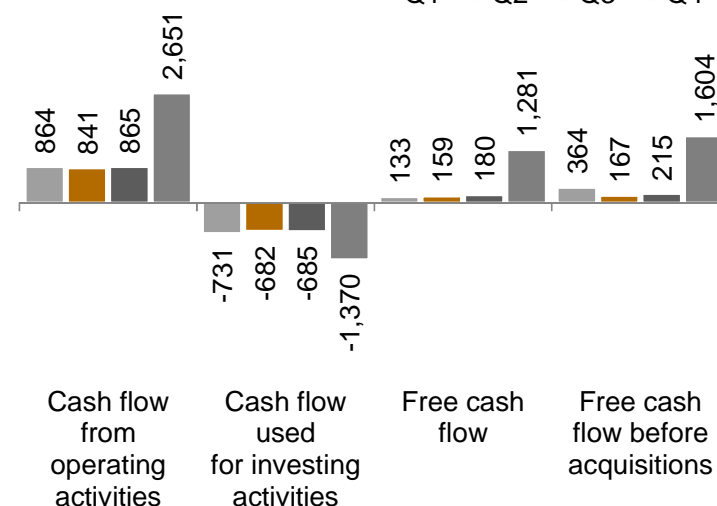 Q1 Q2 Q3 Q4
864 841 865 2,651
-731 -682 -685 -1,370
133 159 180 1,281
364 167 215 1,604
Cash flow
from
operating
activities
Cash flow
used
for investing
activities
Free cash
flow
Free cash
flow before
acquisitions